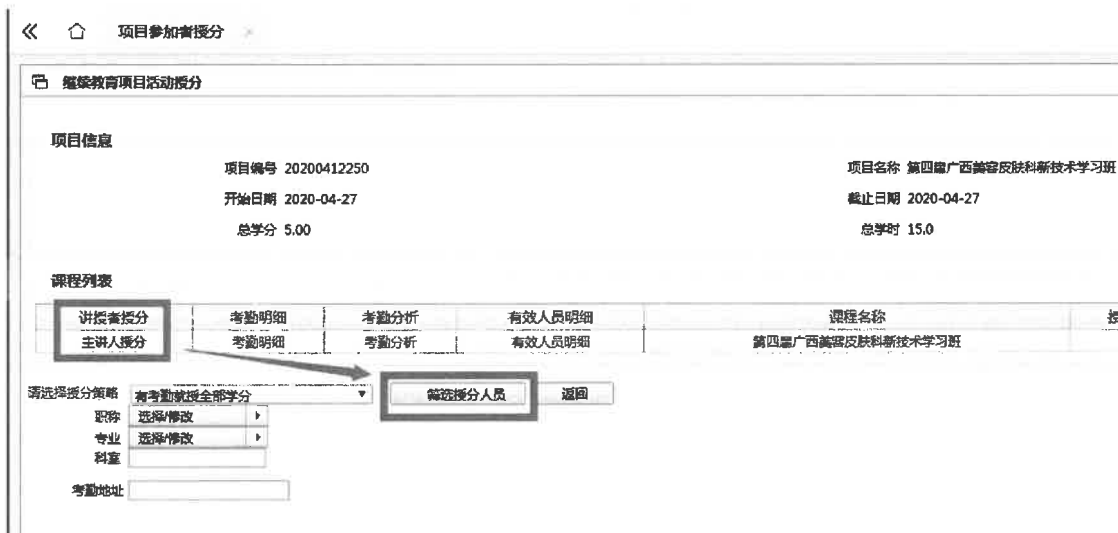 项目参加者授分
继续教育项目活动授分
项目信息
项目编号 20200412250 项目名称 第四届广西美容皮肤科新技术学习班
开始日期 2020-04-27 截止日期 2020-04-27
总学分 5.00 总学时 15.0
课程列表
讲授者授分 考勤明细 考勤分析 有效人员明细 课程名称
主讲人授分 考勤明细 考勤分析 有效人员明细 第四届广西美容皮肤科新技术学习班
请选择授分策略 有考勤就授全部学分 筛选授分人员 返回
职称 选择/修改
专业 选择/修改
科室
考勤地址